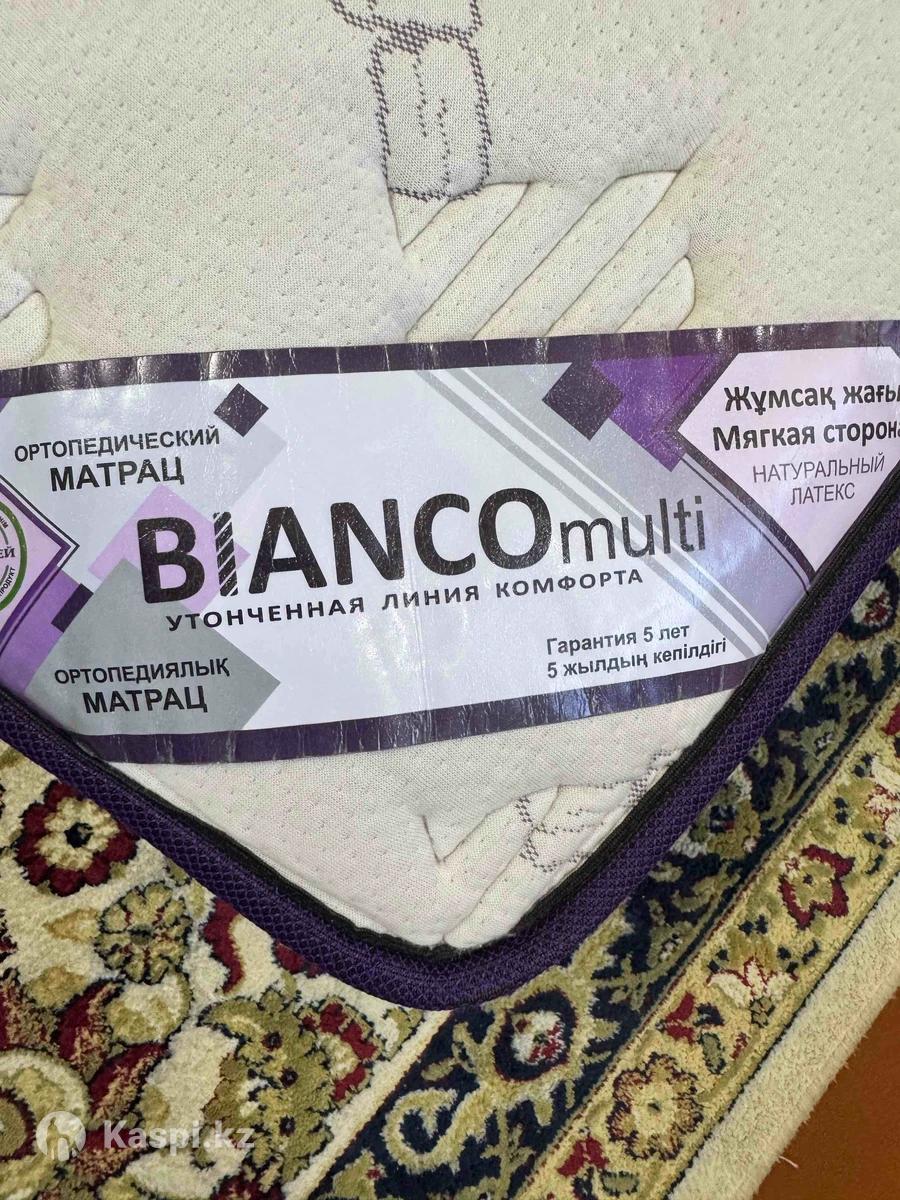 ОРТОПЕДИЧЕСКИЙ
МАТРАЦ
Жұмсақ жағы
Мягкая сторона
НАТУРАЛЬНЫЙ
ЛАТЕКС
BIANCOmulti
УТОНЧЕННАЯ ЛИНИЯ КОМФОРТА
Гарантия 5 лет
5 жылдың кепілдігі
ОРТОПЕДИЯЛЫҚ
МАТРАЦ
Kaspi.kz